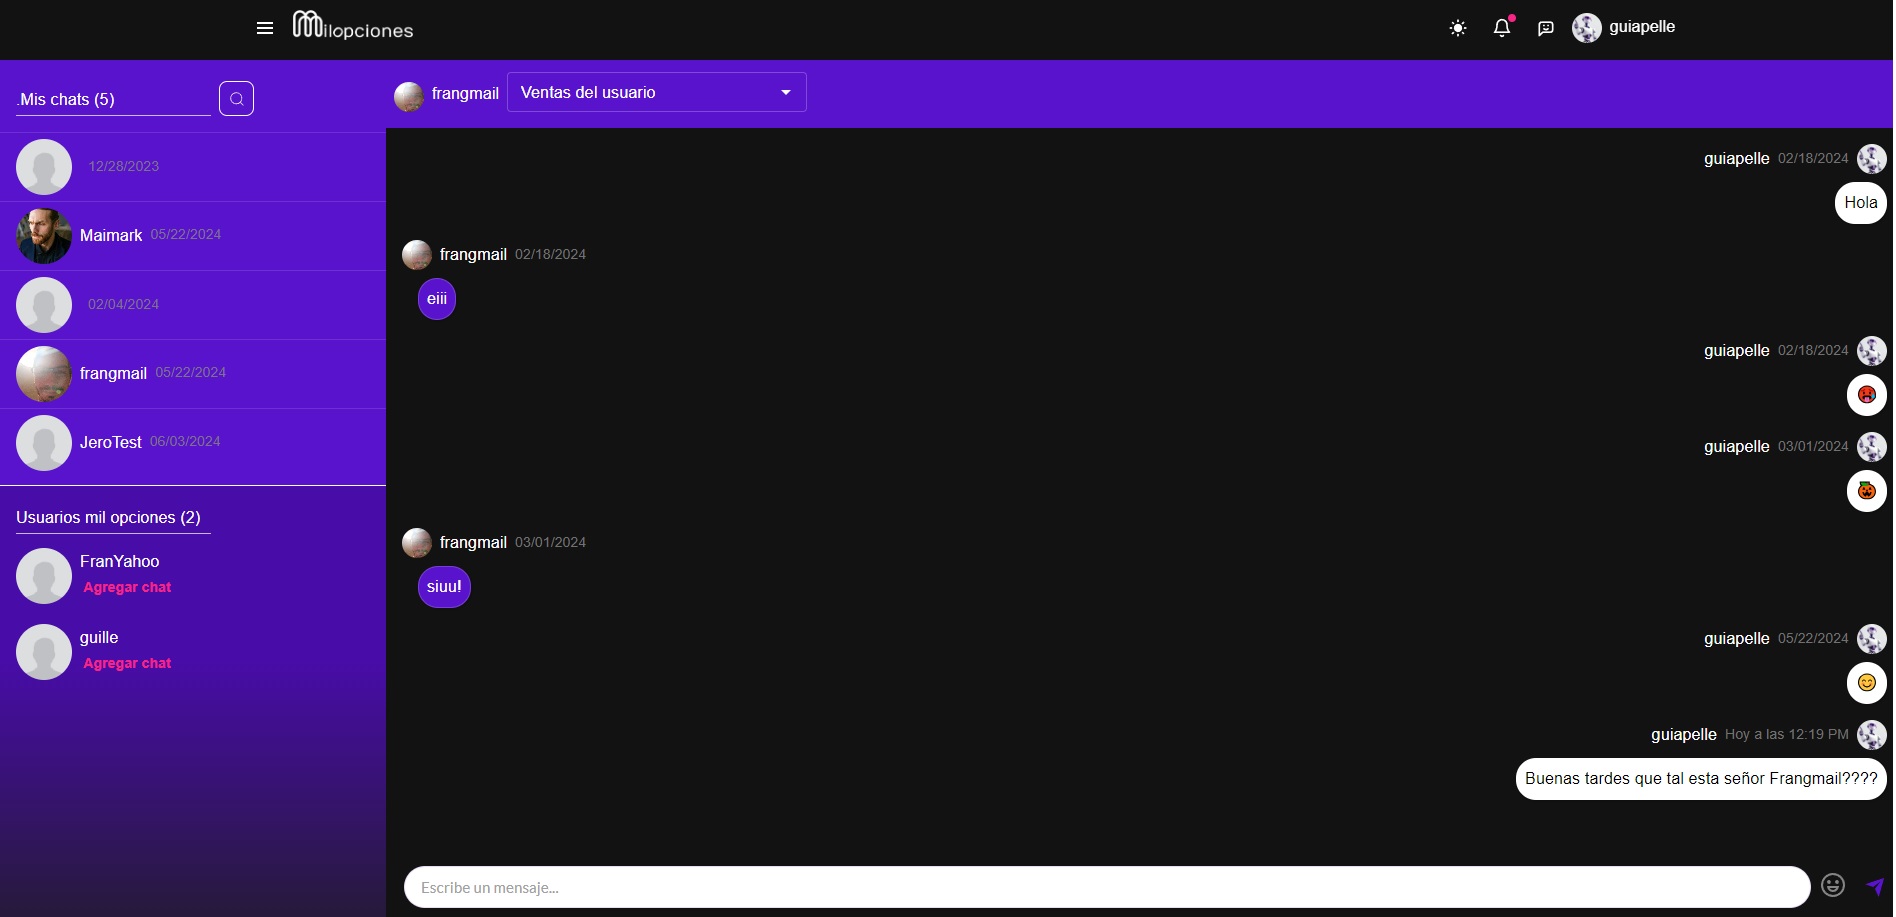 Milopciones
guiapelle
.Mis chats (5)
12/28/2023
Maimark 05/22/2024
02/04/2024
frangmail 05/22/2024
JeroTest 06/03/2024
Usuarios mil opciones (2)
FranYahoo
Agregar chat
guille
Agregar chat
frangmail Ventas del usuario
guiapelle 02/18/2024
Hola
frangmail 02/18/2024
eiii
guiapelle 02/18/2024
guiapelle 03/01/2024
frangmail 03/01/2024
siuu!
guiapelle 05/22/2024
guiapelle Hoy a las 12:19 PM
Buenas tardes que tal esta señor Frangmail????
Escribe un mensaje...